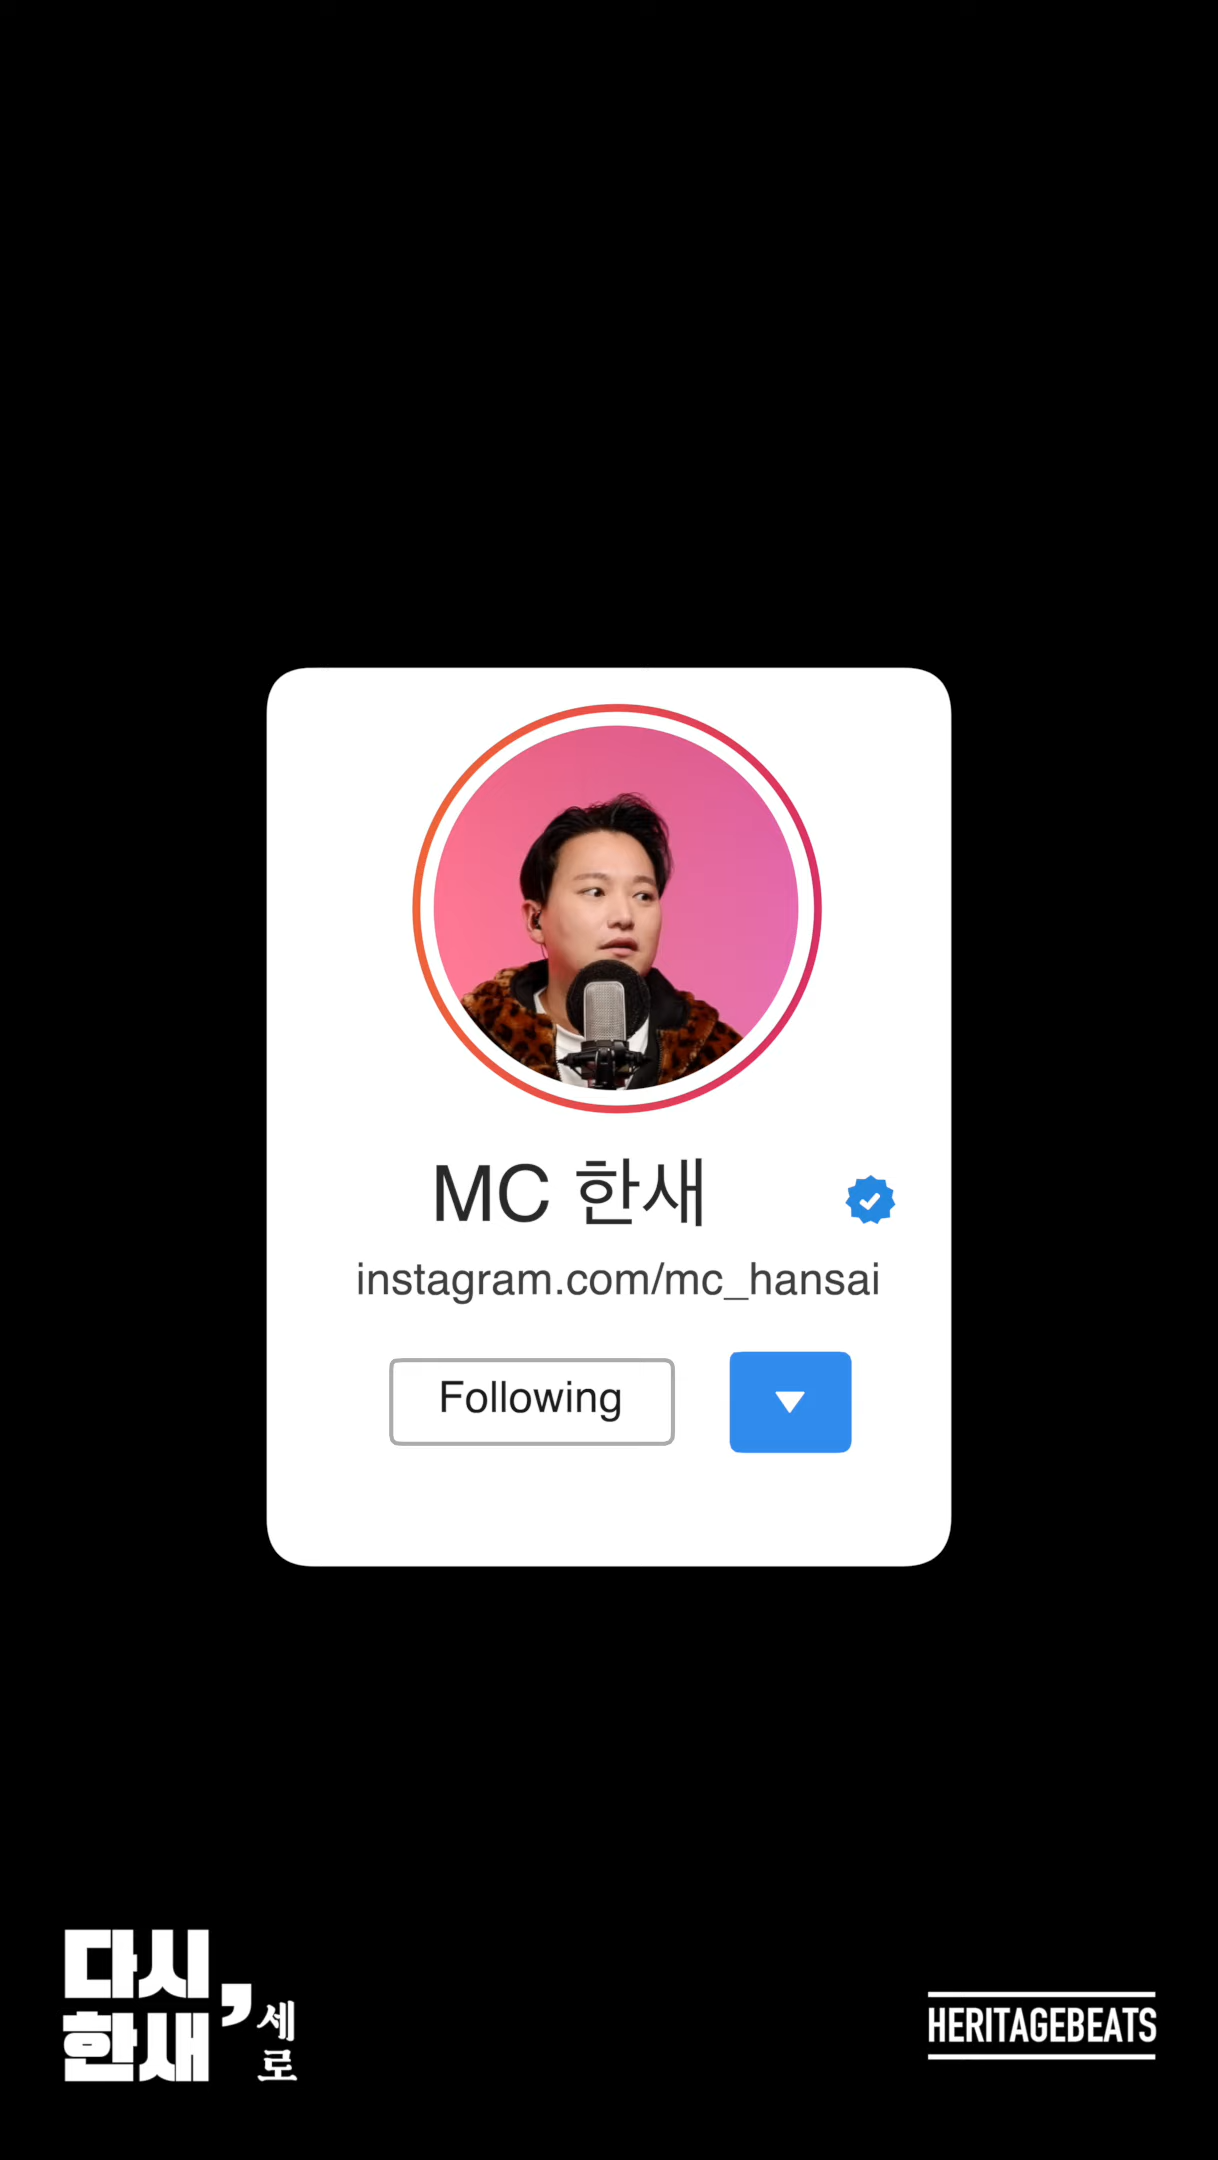 MC 한새
instagram.com/mc_hansai
Following
다시
한새,
세
로
HERITAGEBEATS